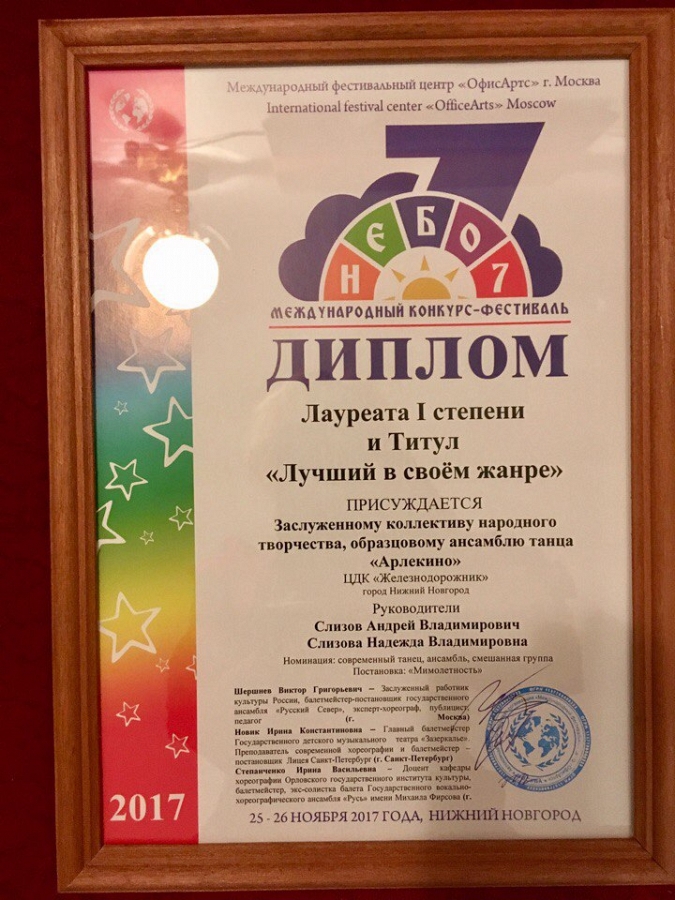 Международный фестивальный центр «ОфисАртс» г. Москва
International festival center «OfficeArts» Moscow
7
НЕБО7
МЕЖДУНАРОДНЫЙ КОНКУРС-ФЕСТИВАЛЬ
ДИПЛОМ
Лауреата I степени
и Титул
«Лучший в своём жанре»
ПРИСУЖДАЕТСЯ
Заслуженному коллективу народного
творчества, образцовому ансамблю танца
«Арлекино»
ЦДК «Железнодорожник»
город Нижний Новгород
Руководители
Слизов Андрей Владимирович
Слизова Надежда Владимировна
Номинация: современный танец, ансамбль, смешанная группа
Постановка: «Мимолетность»
Шершнев Виктор Григорьевич – Заслуженный работник
культуры России, балетмейстер-постановщик государственного
ансамбля «Русский Север», эксперт-хореограф, публицист,
педагог (г. Москва)
Новик Ирина Константиновна – Главный балетмейстер
Государственного детского музыкального театра «Зазеркалье».
Преподаватель современной хореографии и балетмейстер –
постановщик Лицея Санкт-Петербург (г. Санкт-Петербург)
Степанченко Ирина Васильевна – Доцент кафедры
хореографии Орловского государственного института культуры,
балетмейстер, экс-солистка балета Государственного вокально-
хореографического ансамбля «Русь» имени Михаила Фирсова (г.
2017
25 - 26 НОЯБРЯ 2017 ГОДА, НИЖНИЙ НОВГОРОД